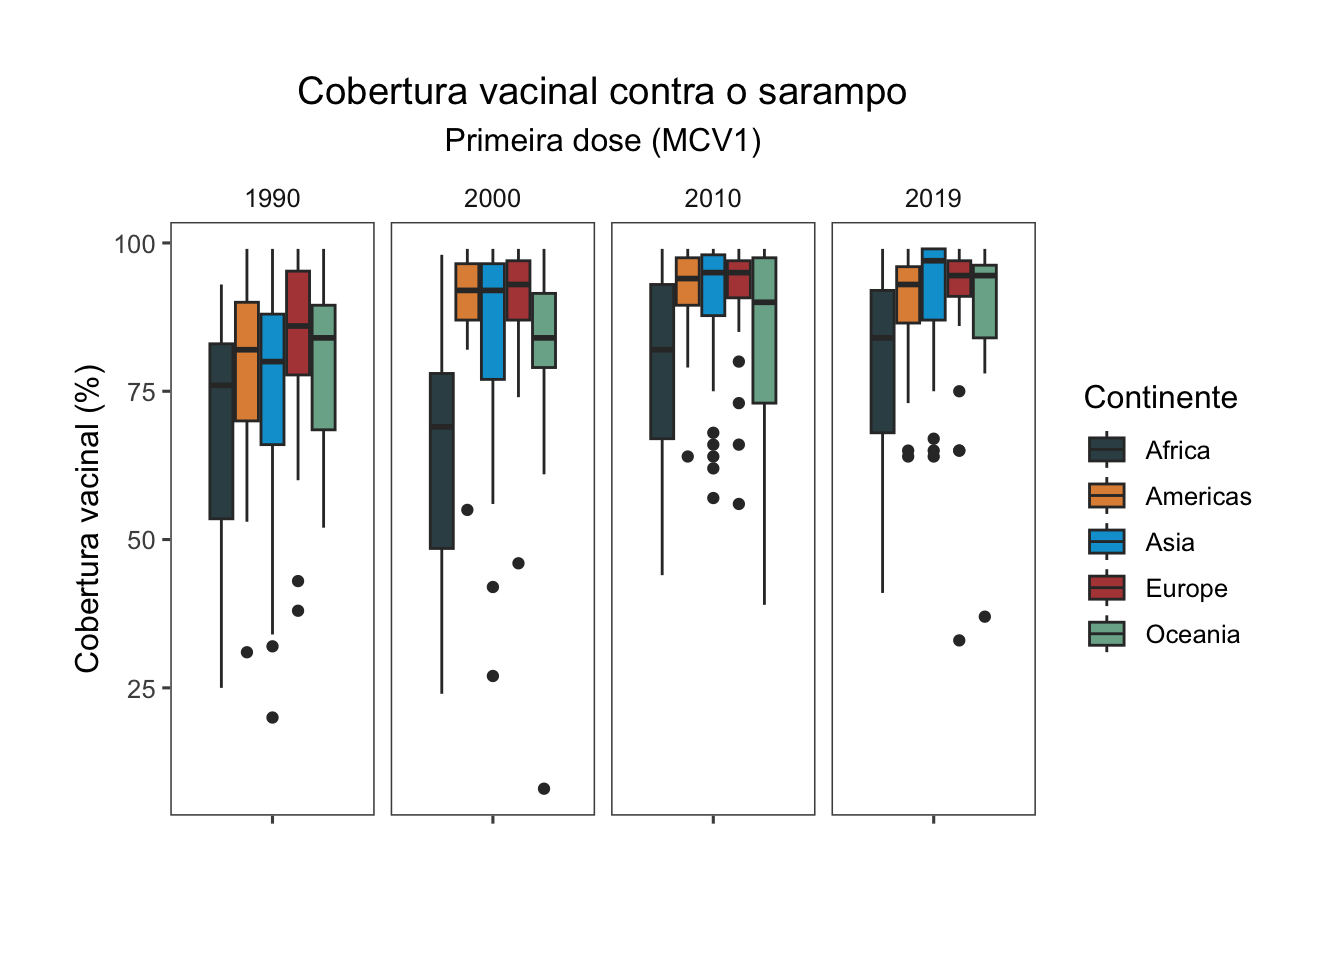 Cobertura vacinal contra o sarampo
Primeira dose (MCV1)
1990 2000 2010 2019
100
75
50
25
Cobertura vacinal (%)
Continente
Africa
Americas
Asia
Europe
Oceania